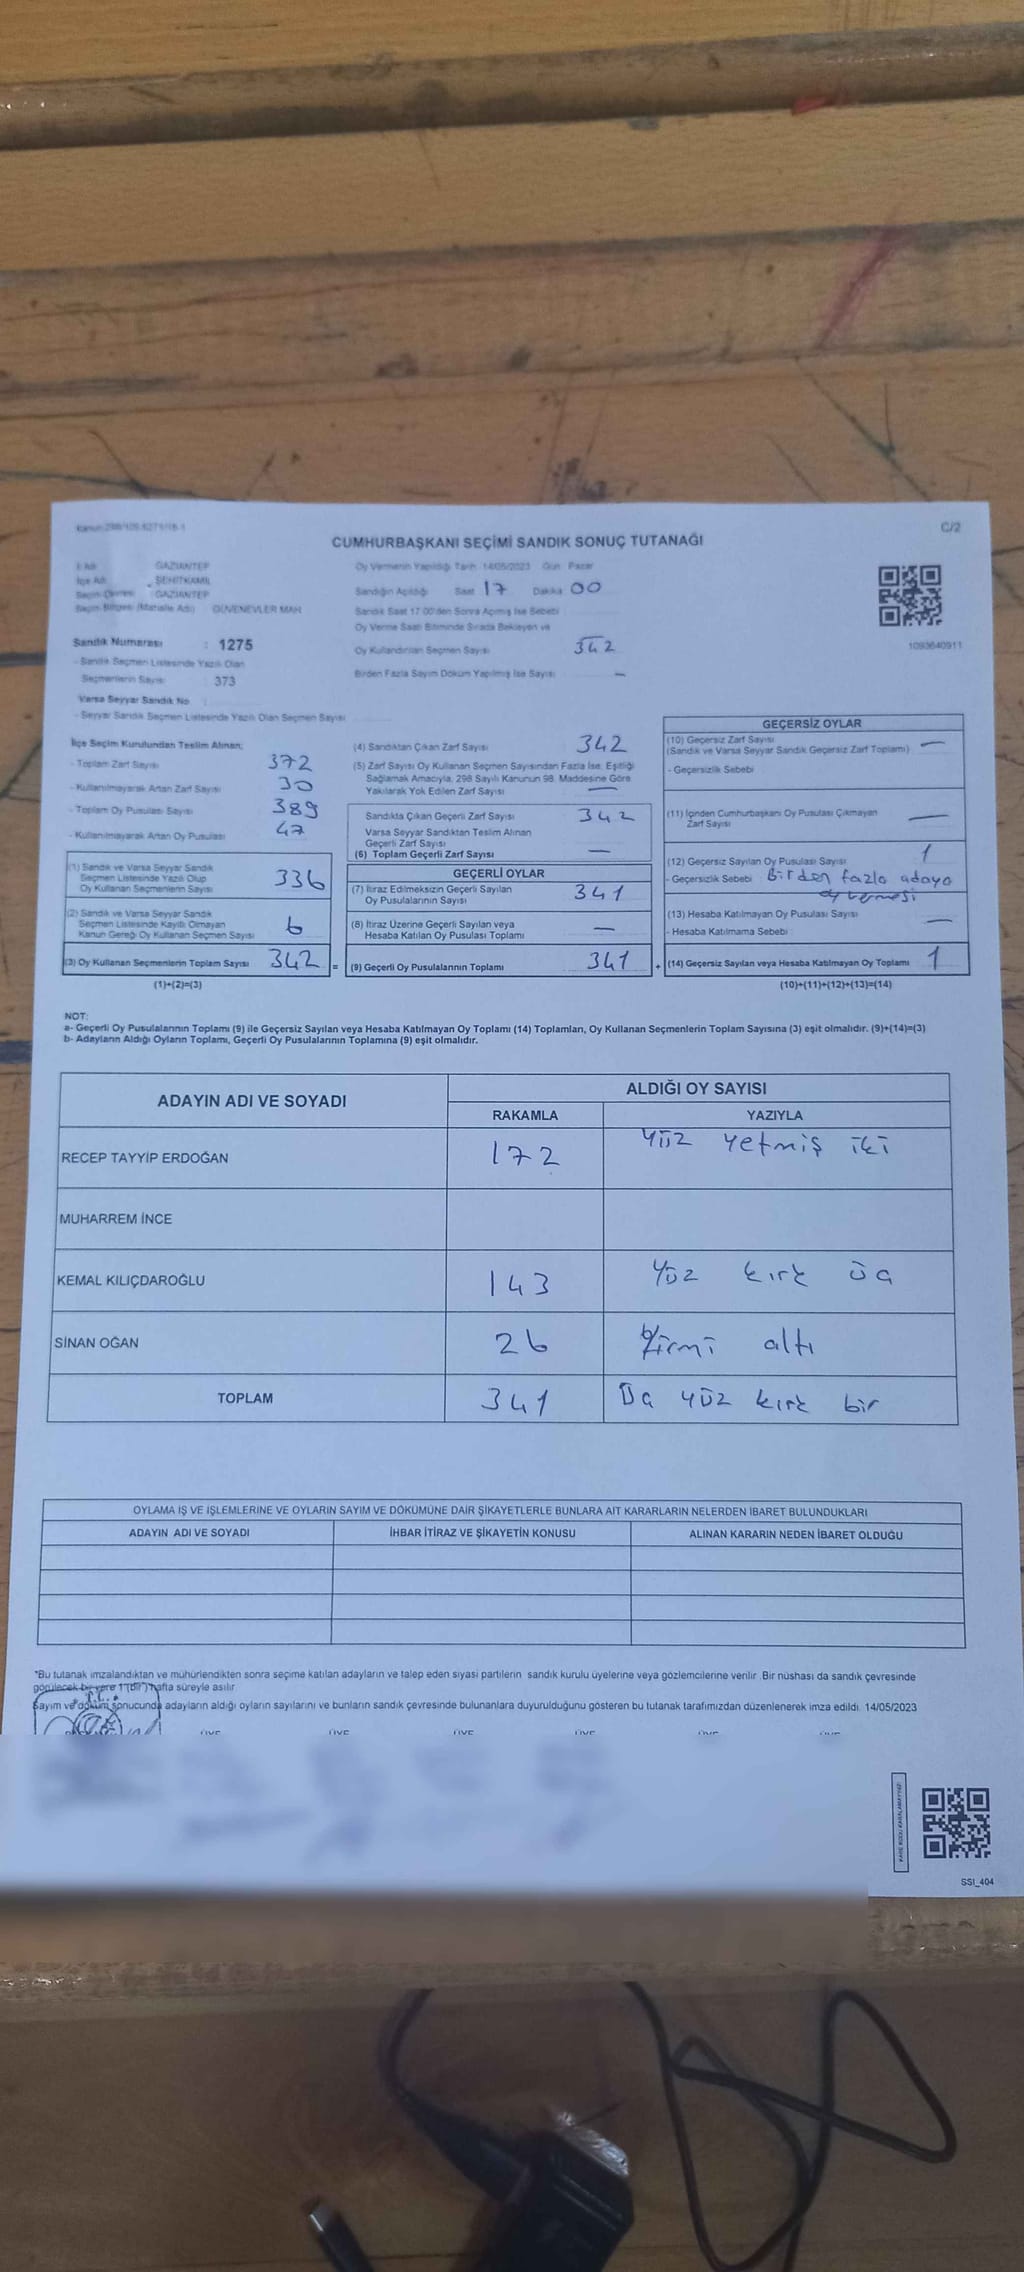 Kanun:298/105,6271/16-1
C/2
CUMHURBAŞKANI SEÇİMİ SANDIK SONUÇ TUTANAĞI
İl Adı : GAZİANTEP
İlçe Adı : ŞEHİTKAMİL
Seçim Çevresi : GAZİANTEP
Seçim Bölgesi (Mahalle Adı) : GÜVENEVLER MAH
Sandık Numarası : 1275
- Sandık Seçmen Listesinde Yazılı Olan
Seçmenlerin Sayısı : 373
Varsa Seyyar Sandık No
- Seyyar Sandık Seçmen Listesinde Yazılı Olan Seçmen Sayısı
Oy Vermenin Yapıldığı Tarih: 14/05/2023 Gün: Pazar
Sandığın Açıldığı Saat 17 Dakika 00
Sandık Saat 17:00'den Sonra Açılmış İse Sebebi
Oy Verme Saati Bitiminde Sırada Bekleyen ve
Oy Kullandırılan Seçmen Sayısı 342
Birden Fazla Sayım Döküm Yapılmış İse Sayısı —
1093640911
İlçe Seçim Kurulundan Teslim Alınan;
- Toplam Zarf Sayısı 372
- Kullanılmayarak Artan Zarf Sayısı 30
- Toplam Oy Pusulası Sayısı 389
- Kullanılmayarak Artan Oy Pusulası 47
(1) Sandık ve Varsa Seyyar Sandık
Seçmen Listesinde Yazılı Olup
Oy Kullanan Seçmenlerin Sayısı 336
(2) Sandık ve Varsa Seyyar Sandık
Seçmen Listesinde Kayıtlı Olmayan
Kanun Gereği Oy Kullanan Seçmen Sayısı 6
(3) Oy Kullanan Seçmenlerin Toplam Sayısı 342
(1)+(2)=(3)
(4) Sandıktan Çıkan Zarf Sayısı 342
(5) Zarf Sayısı Oy Kullanan Seçmen Sayısından Fazla İse, Eşitliği
Sağlamak Amacıyla, 298 Sayılı Kanunun 98. Maddesine Göre
Yakılarak Yok Edilen Zarf Sayısı —
Sandıkta Çıkan Geçerli Zarf Sayısı 342
Varsa Seyyar Sandıktan Teslim Alınan
Geçerli Zarf Sayısı
(6) Toplam Geçerli Zarf Sayısı —
GEÇERLİ OYLAR
(7) İtiraz Edilmeksizin Geçerli Sayılan
Oy Pusulalarının Sayısı 341
(8) İtiraz Üzerine Geçerli Sayılan veya
Hesaba Katılan Oy Pusulası Toplamı —
= (9) Geçerli Oy Pusulalarının Toplamı 341 +
GEÇERSİZ OYLAR
(10) Geçersiz Zarf Sayısı —
(Sandık ve Varsa Seyyar Sandık Geçersiz Zarf Toplamı)
- Geçersizlik Sebebi
(11) İçinden Cumhurbaşkanı Oy Pusulası Çıkmayan
Zarf Sayısı —
(12) Geçersiz Sayılan Oy Pusulası Sayısı 1
- Geçersizlik Sebebi Birden fazla adaya
oy vermesi
(13) Hesaba Katılmayan Oy Pusulası Sayısı —
- Hesaba Katılmama Sebebi
(14) Geçersiz Sayılan veya Hesaba Katılmayan Oy Toplamı 1
(10)+(11)+(12)+(13)=(14)
NOT:
a- Geçerli Oy Pusulalarının Toplamı (9) ile Geçersiz Sayılan veya Hesaba Katılmayan Oy Toplamı (14) Toplamları, Oy Kullanan Seçmenlerin Toplam Sayısına (3) eşit olmalıdır. (9)+(14)=(3)
b- Adayların Aldığı Oyların Toplamı, Geçerli Oy Pusulalarının Toplamına (9) eşit olmalıdır.
ADAYIN ADI VE SOYADI
ALDIĞI OY SAYISI
RAKAMLA YAZIYLA
RECEP TAYYİP ERDOĞAN 172 yüz yetmiş iki
MUHARREM İNCE
KEMAL KILIÇDAROĞLU 143 Yüz kırk üç
SİNAN OĞAN 26 Yirmi altı
TOPLAM 341 Üç yüz kırk bir
OYLAMA İŞ VE İŞLEMLERİNE VE OYLARIN SAYIM VE DÖKÜMÜNE DAİR ŞİKAYETLERLE BUNLARA AİT KARARLARIN NELERDEN İBARET BULUNDUKLARI
ADAYIN ADI VE SOYADI İHBAR İTİRAZ VE ŞİKAYETİN KONUSU ALINAN KARARIN NEDEN İBARET OLDUĞU
*Bu tutanak imzalandıktan ve mühürlendikten sonra seçime katılan adayların ve talep eden siyasi partilerin sandık kurulu üyelerine veya gözlemcilerine verilir. Bir nüshası da sandık çevresinde
görülecek bir yere 1 (bir) hafta süreyle asılır.
Sayım ve döküm sonucunda adayların aldığı oyların sayılarını ve bunların sandık çevresinde bulunanlara duyurulduğunu gösteren bu tutanak tarafımızdan düzenlenerek imza edildi. 14/05/2023
SSI_404